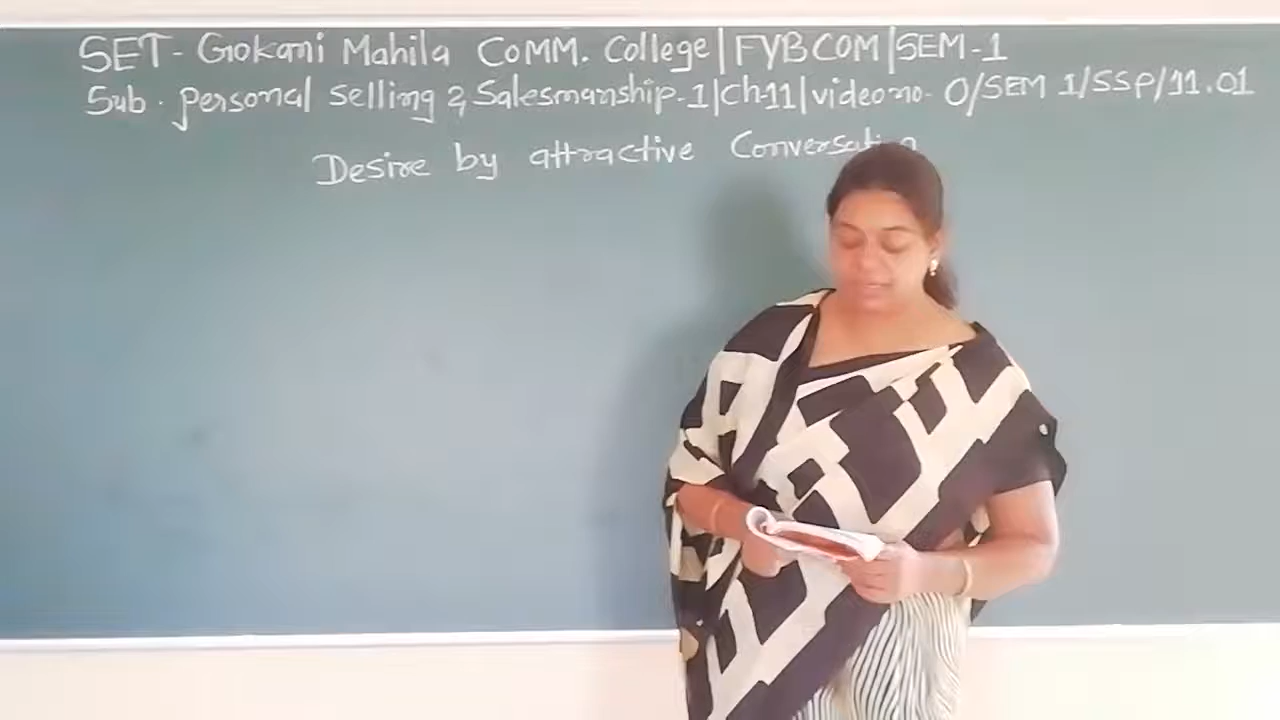 SET- Gokani Mahila COMM. College|FYBCOM|SEM-1
Sub. personal selling & Salesmanship-1|Ch-11|video no- O/SEM 1/SSP/11.01
Desire by attractive